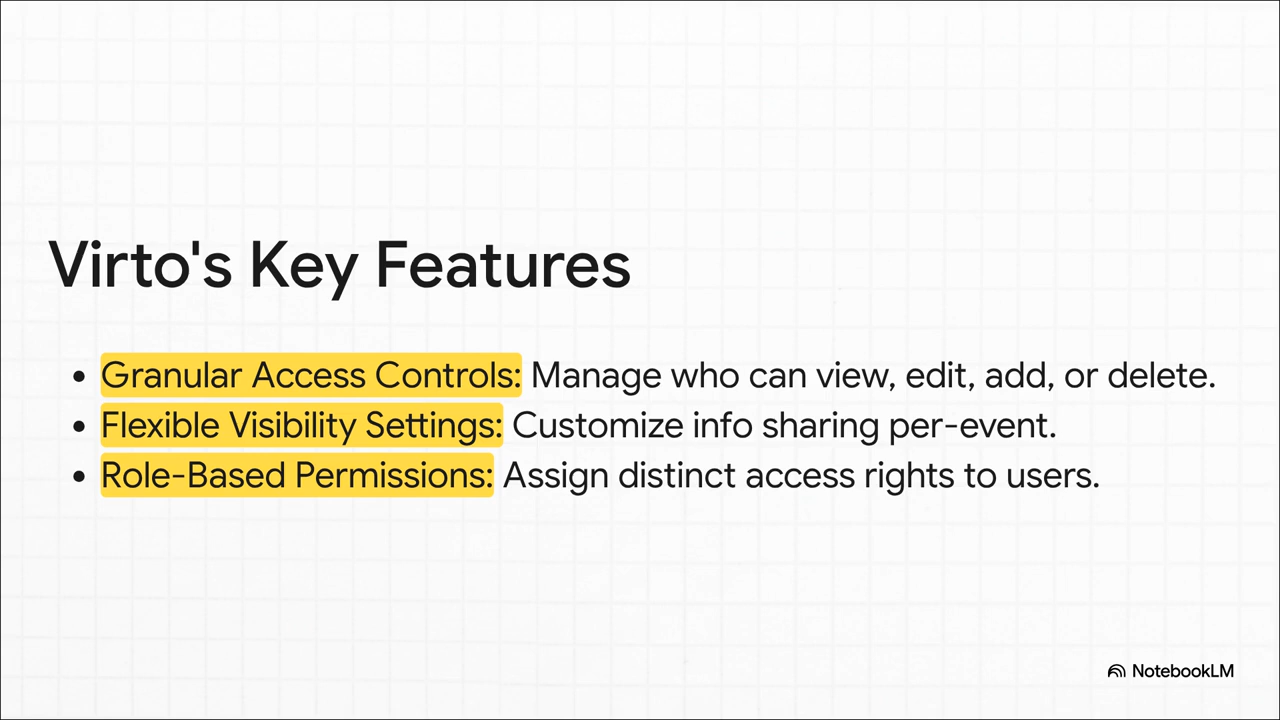 Virto's Key Features
• Granular Access Controls: Manage who can view, edit, add, or delete.
• Flexible Visibility Settings: Customize info sharing per-event.
• Role-Based Permissions: Assign distinct access rights to users.
NotebookLM